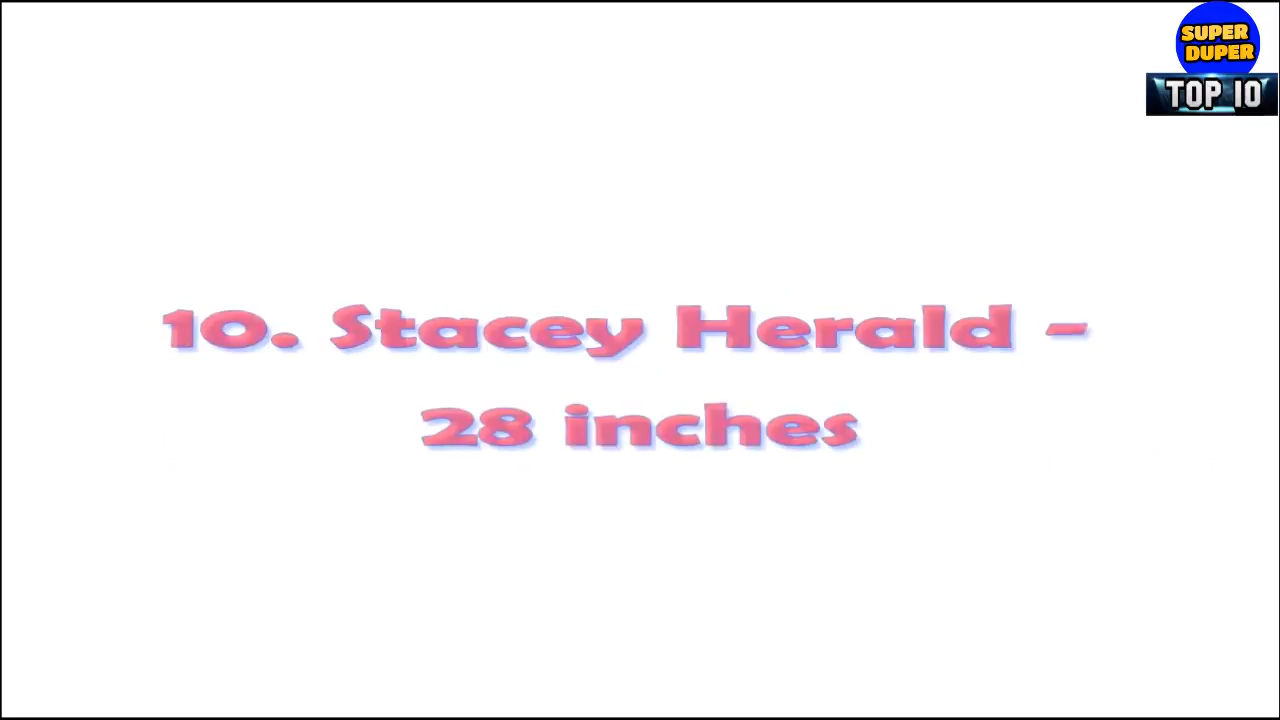 SUPER
DUPER
TOP 10
10. Stacey Herald -
28 inches